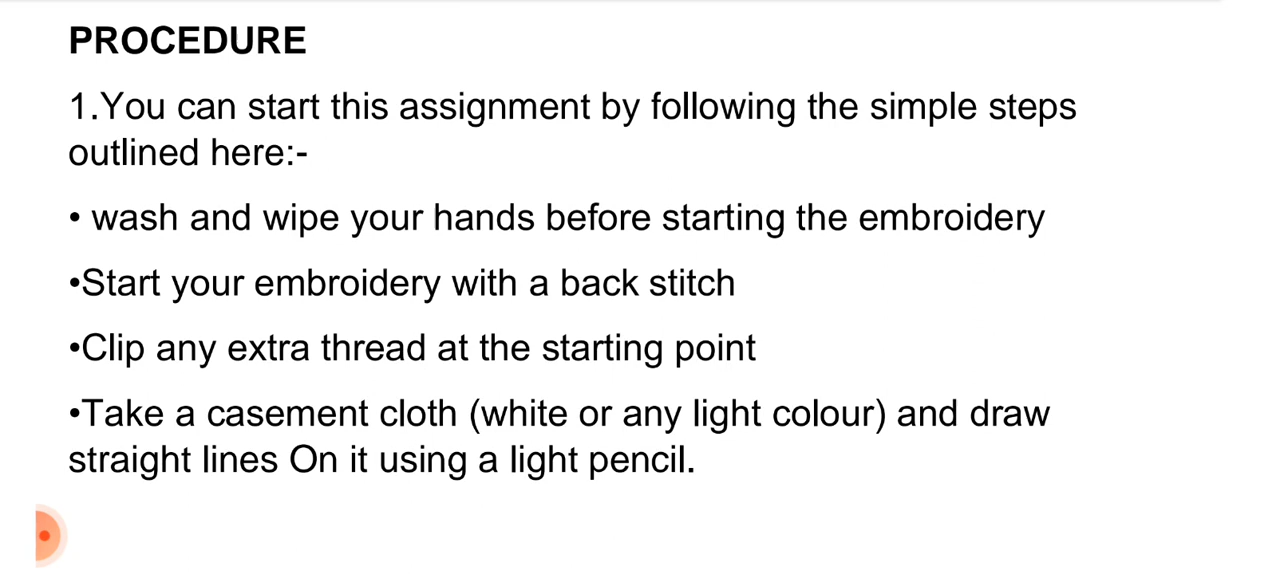 PROCEDURE
1.You can start this assignment by following the simple steps
outlined here:-
• wash and wipe your hands before starting the embroidery
•Start your embroidery with a back stitch
•Clip any extra thread at the starting point
•Take a casement cloth (white or any light colour) and draw
straight lines On it using a light pencil.